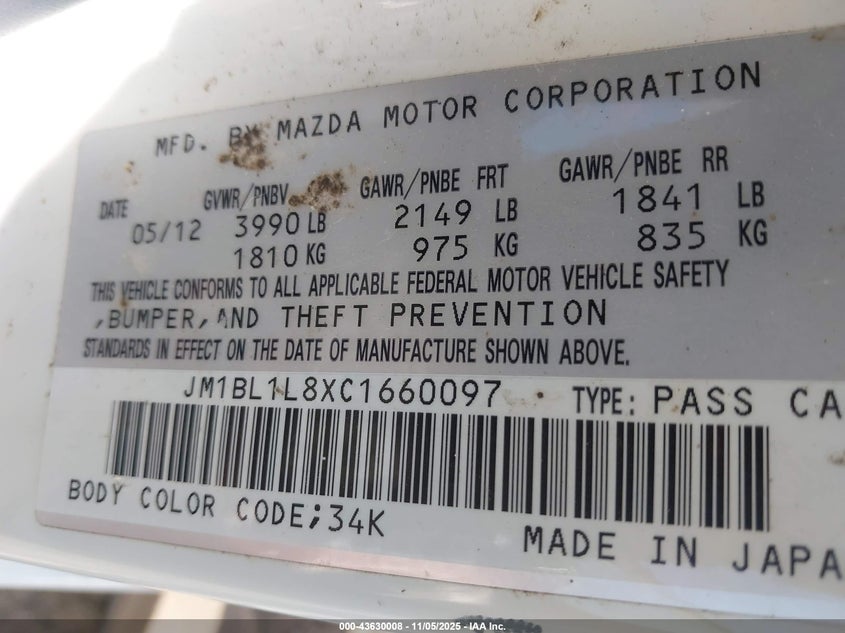 MFD. BY MAZDA MOTOR CORPORATION
DATE GVWR/PNBV GAWR/PNBE FRT GAWR/PNBE RR
05/12 3990 LB 2149 LB 1841 LB
1810 KG 975 KG 835 KG
THIS VEHICLE CONFORMS TO ALL APPLICABLE FEDERAL MOTOR VEHICLE SAFETY
,BUMPER,AND THEFT PREVENTION
STANDARDS IN EFFECT ON THE DATE OF MANUFACTURE SHOWN ABOVE.
JM1BL1L8XC1660097 TYPE: PASS CA
BODY COLOR CODE;34K
MADE IN JAPA
000-43630008 - 11/05/2025 - IAA Inc.